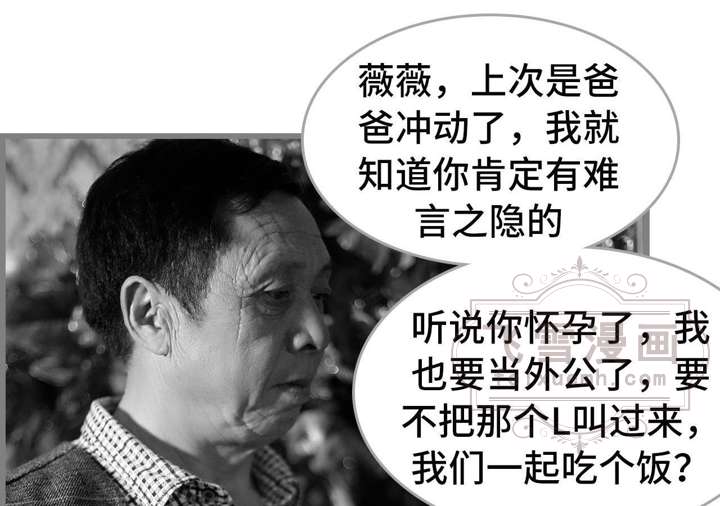 薇薇，上次是爸
爸冲动了，我就
知道你肯定有难
言之隐的
听说你怀孕了，我
也要当外公了，要
不把那个L叫过来，
我们一起吃个饭？